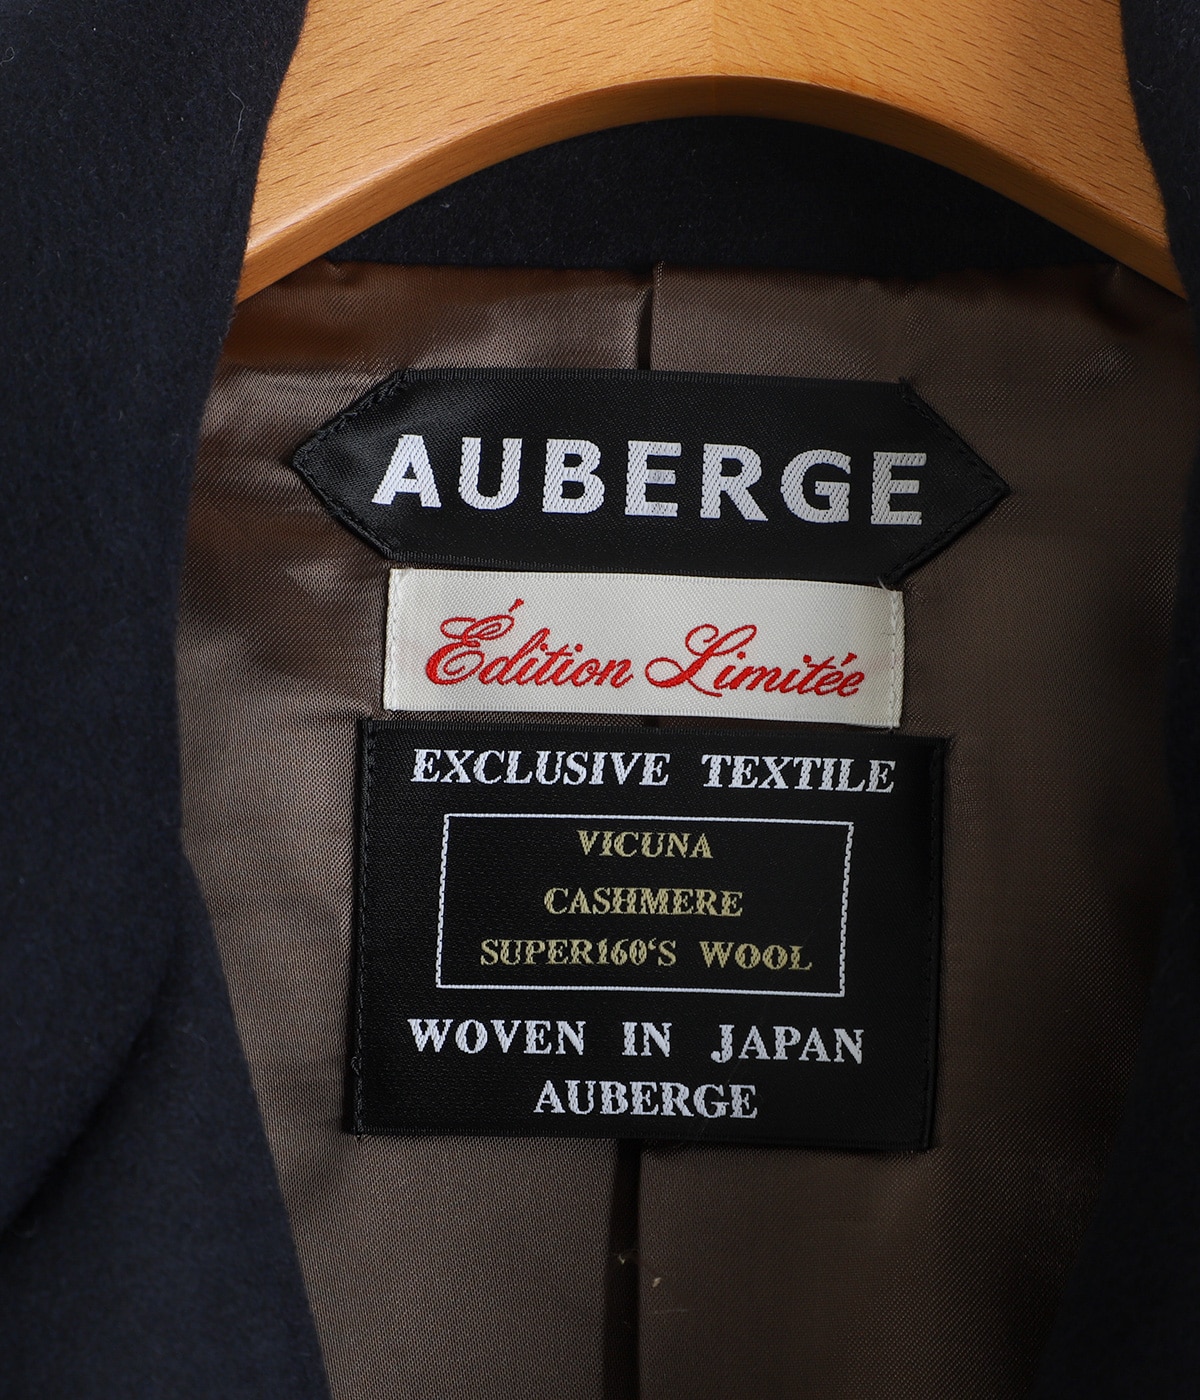 AUBERGE
Édition Limitée
EXCLUSIVE TEXTILE
VICUNA
CASHMERE
SUPER160‘S WOOL
WOVEN IN JAPAN
AUBERGE